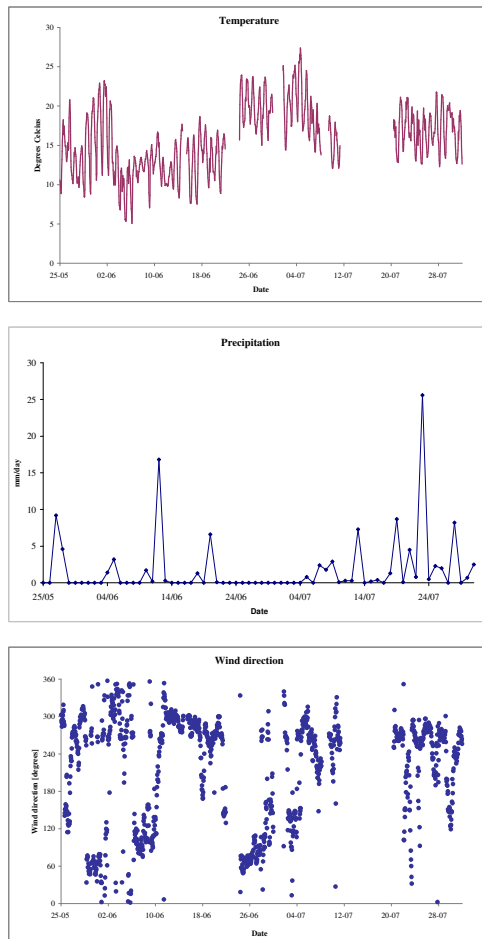 Temperature
30
25
20
15
10
5
0
Degrees Celcius
25-05 02-06 10-06 18-06 26-06 04-07 12-07 20-07 28-07
Date
Precipitation
30
25
20
15
10
5
0
mm/day
25/05 04/06 14/06 24/06 04/07 14/07 24/07
Date
Wind direction
360
300
240
180
120
60
0
Wind direction [degrees]
25-05 02-06 10-06 18-06 26-06 04-07 12-07 20-07 28-07
Date